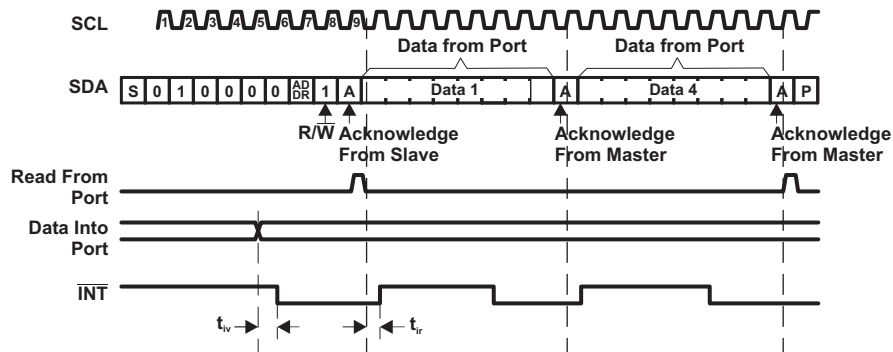 SCL 1 2 3 4 5 6 7 8 9
Data from Port Data from Port
SDA S 0 1 0 0 0 0 AD DR 1 A Data 1 A Data 4 A P
R/W̅ Acknowledge From Slave Acknowledge From Master Acknowledge From Master
Read From
Port
Data Into
Port
I̅N̅T̅
tiv tir